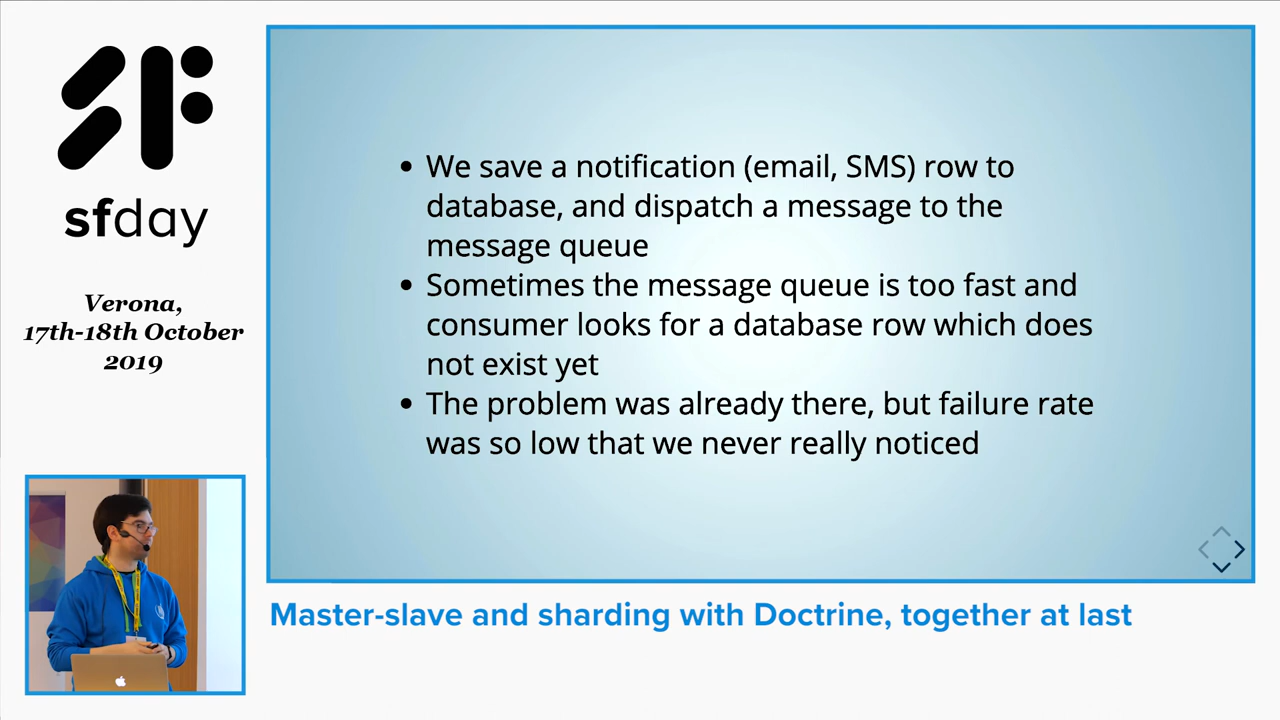 sfday
Verona,
17th-18th October
2019
• We save a notification (email, SMS) row to
database, and dispatch a message to the
message queue
• Sometimes the message queue is too fast and
consumer looks for a database row which does
not exist yet
• The problem was already there, but failure rate
was so low that we never really noticed
Master-slave and sharding with Doctrine, together at last